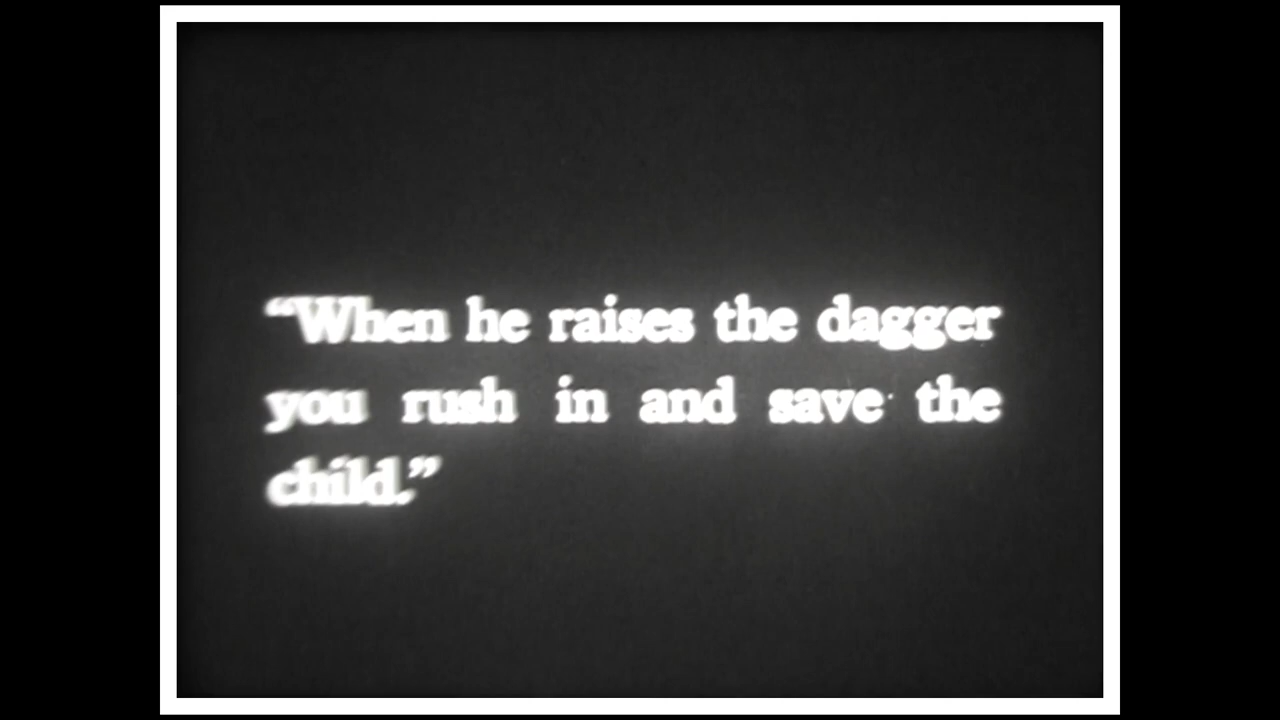 “When he raises the dagger
you rush in and save the
child.”